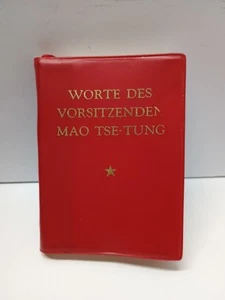 WORTE DES
VORSITZENDEN
MAO TSE-TUNG